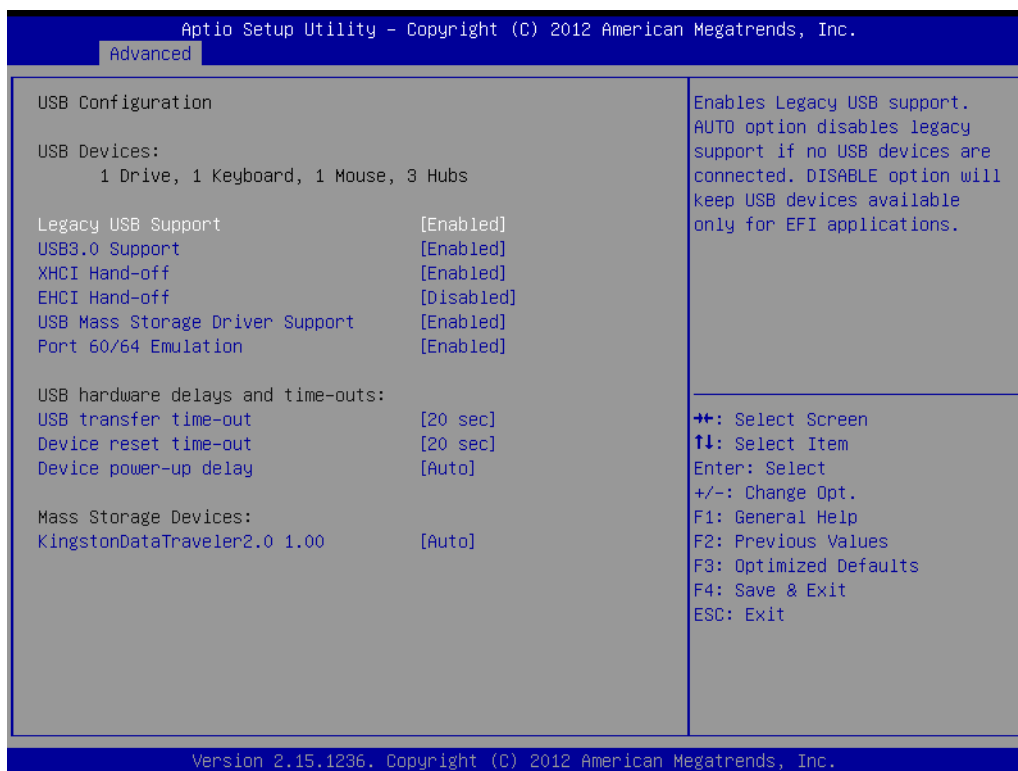 Aptio Setup Utility – Copyright (C) 2012 American Megatrends, Inc.
Advanced
USB Configuration
USB Devices:
1 Drive, 1 Keyboard, 1 Mouse, 3 Hubs
Legacy USB Support [Enabled]
USB3.0 Support [Enabled]
XHCI Hand-off [Enabled]
EHCI Hand-off [Disabled]
USB Mass Storage Driver Support [Enabled]
Port 60/64 Emulation [Enabled]
USB hardware delays and time-outs:
USB transfer time-out [20 sec]
Device reset time-out [20 sec]
Device power-up delay [Auto]
Mass Storage Devices:
KingstonDataTraveler2.0 1.00 [Auto]
Enables Legacy USB support.
AUTO option disables legacy
support if no USB devices are
connected. DISABLE option will
keep USB devices available
only for EFI applications.
→←: Select Screen
↑↓: Select Item
Enter: Select
+/-: Change Opt.
F1: General Help
F2: Previous Values
F3: Optimized Defaults
F4: Save & Exit
ESC: Exit
Version 2.15.1236. Copyright (C) 2012 American Megatrends, Inc.